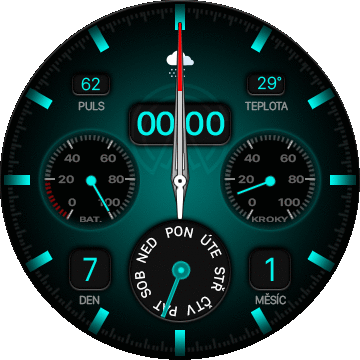 62
PULS
29°
TEPLOTA
00 00
40 60
20 80
0 100
BAT.
40 60
20 80
0 100
KROKY
7
DEN
PON ÚTE STŘ ČTV PÁT SOB NED
1
MĚSÍC